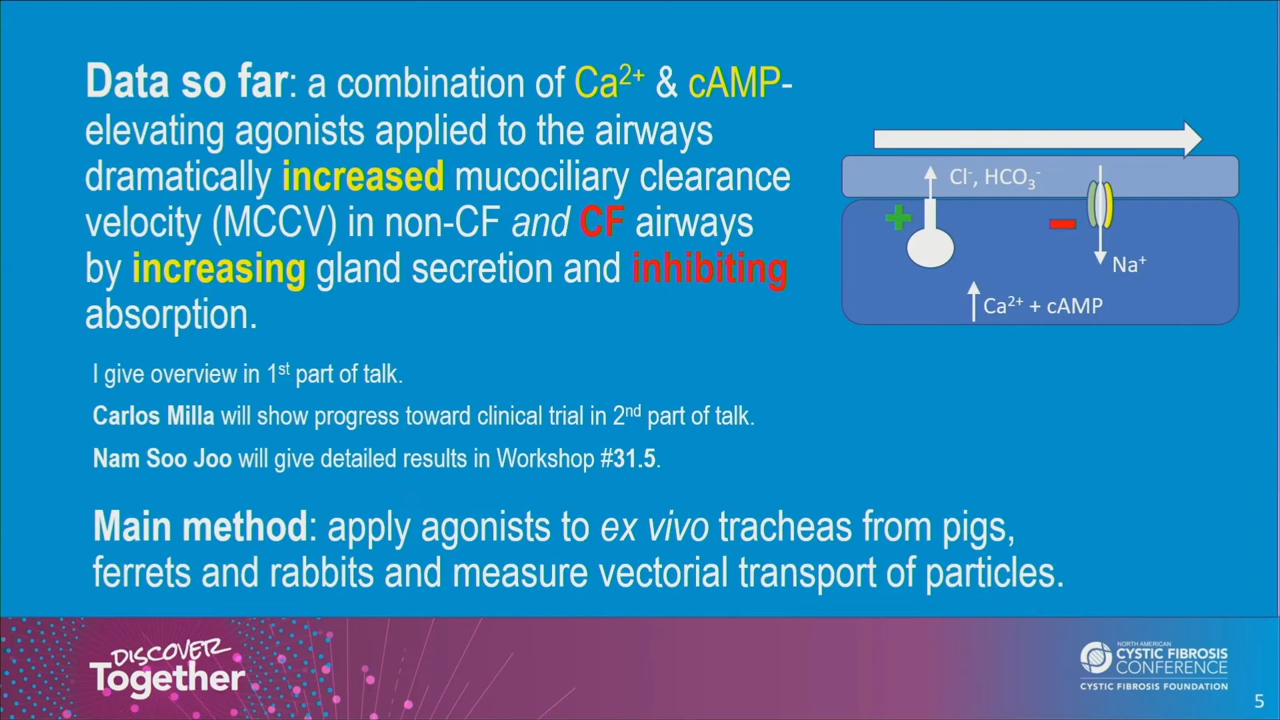 Data so far: a combination of Ca²⁺ & cAMP-
elevating agonists applied to the airways
dramatically increased mucociliary clearance
velocity (MCCV) in non-CF and CF airways
by increasing gland secretion and inhibiting
absorption.
Cl⁻, HCO₃⁻
+
−
Na⁺
Ca²⁺ + cAMP
I give overview in 1ˢᵗ part of talk.
Carlos Milla will show progress toward clinical trial in 2ⁿᵈ part of talk.
Nam Soo Joo will give detailed results in Workshop #31.5.
Main method: apply agonists to ex vivo tracheas from pigs,
ferrets and rabbits and measure vectorial transport of particles.
DISCOVER
Together
NORTH AMERICAN
CYSTIC FIBROSIS
CONFERENCE
CYSTIC FIBROSIS FOUNDATION
5